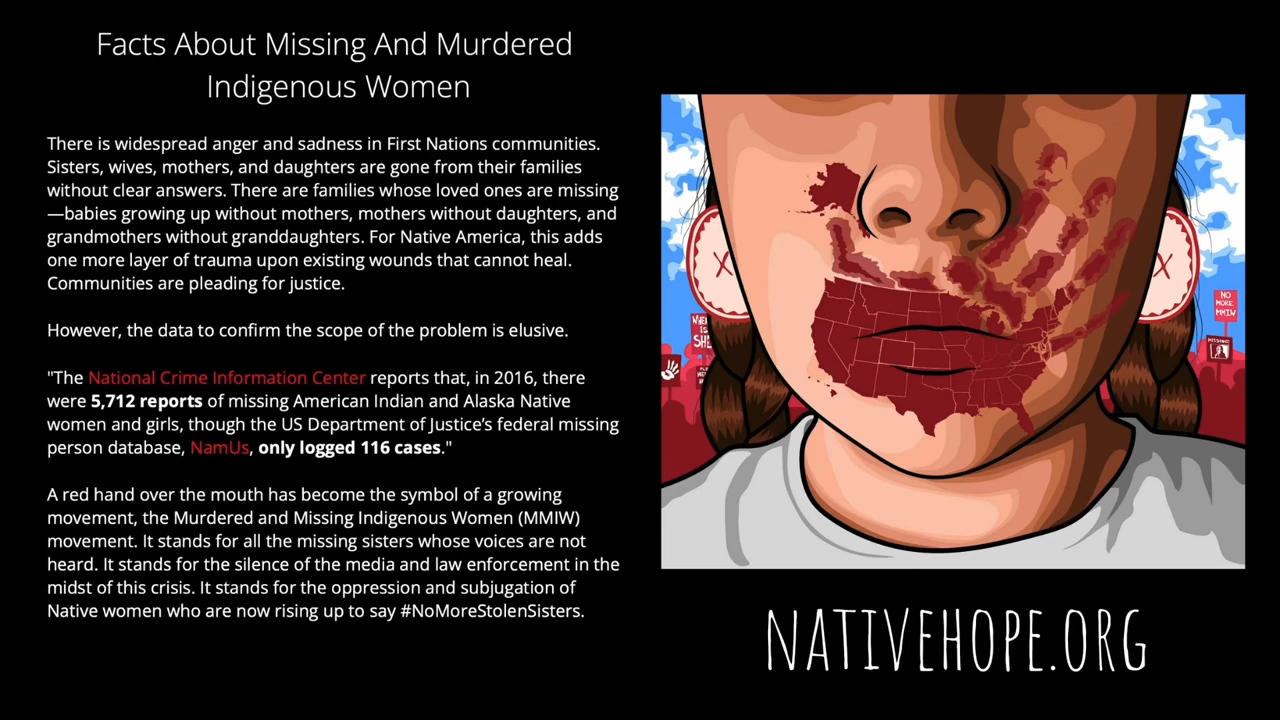 Facts About Missing And Murdered
Indigenous Women
There is widespread anger and sadness in First Nations communities.
Sisters, wives, mothers, and daughters are gone from their families
without clear answers. There are families whose loved ones are missing
—babies growing up without mothers, mothers without daughters, and
grandmothers without granddaughters. For Native America, this adds
one more layer of trauma upon existing wounds that cannot heal.
Communities are pleading for justice.
However, the data to confirm the scope of the problem is elusive.
"The National Crime Information Center reports that, in 2016, there
were 5,712 reports of missing American Indian and Alaska Native
women and girls, though the US Department of Justice’s federal missing
person database, NamUs, only logged 116 cases."
A red hand over the mouth has become the symbol of a growing
movement, the Murdered and Missing Indigenous Women (MMIW)
movement. It stands for all the missing sisters whose voices are not
heard. It stands for the silence of the media and law enforcement in the
midst of this crisis. It stands for the oppression and subjugation of
Native women who are now rising up to say #NoMoreStolenSisters.
IS
NO
MORE
MMIW
MISSING
NATIVEHOPE.ORG